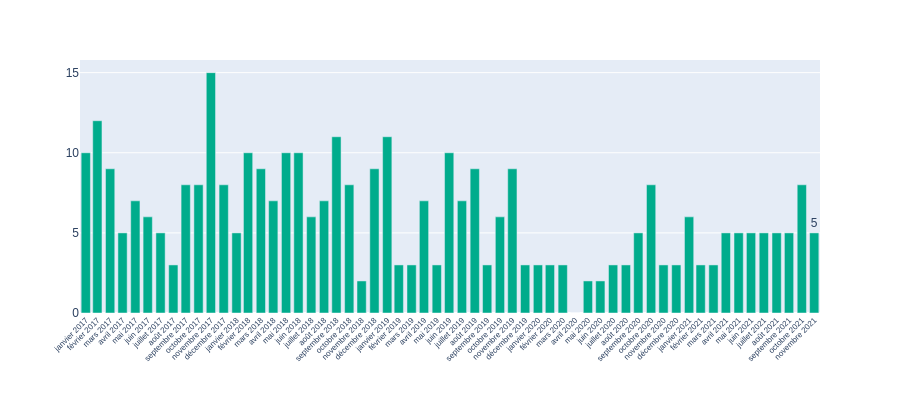 15
10
5
0
5
janvier 2017
février 2017
mars 2017
avril 2017
mai 2017
juin 2017
juillet 2017
août 2017
septembre 2017
octobre 2017
novembre 2017
décembre 2017
janvier 2018
février 2018
mars 2018
avril 2018
mai 2018
juin 2018
juillet 2018
août 2018
septembre 2018
octobre 2018
novembre 2018
décembre 2018
janvier 2019
février 2019
mars 2019
avril 2019
mai 2019
juin 2019
juillet 2019
août 2019
septembre 2019
octobre 2019
novembre 2019
décembre 2019
janvier 2020
février 2020
mars 2020
avril 2020
mai 2020
juin 2020
juillet 2020
août 2020
septembre 2020
octobre 2020
novembre 2020
décembre 2020
janvier 2021
février 2021
mars 2021
avril 2021
mai 2021
juin 2021
juillet 2021
août 2021
septembre 2021
octobre 2021
novembre 2021